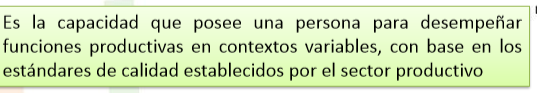 Es la capacidad que posee una persona para desempeñar
funciones productivas en contextos variables, con base en los
estándares de calidad establecidos por el sector productivo